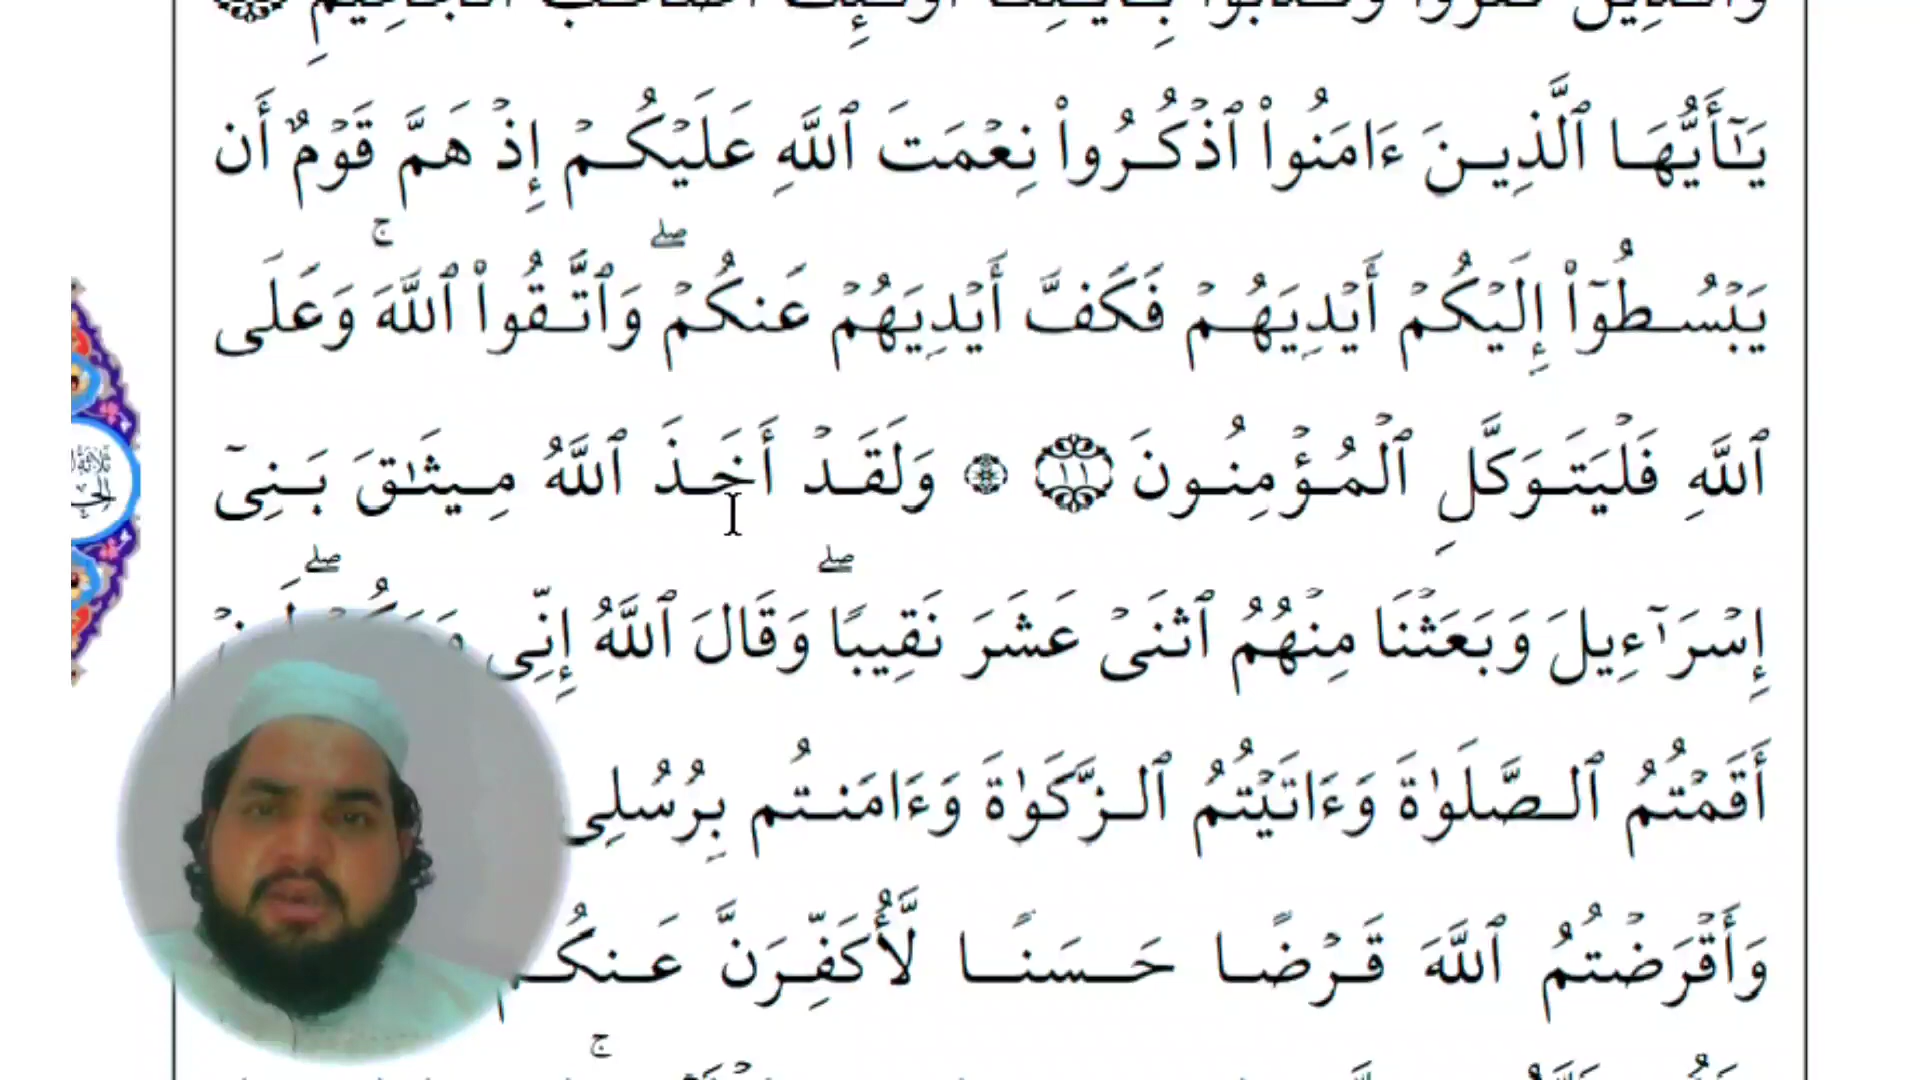 يَـٰٓأَيُّهَا ٱلَّذِينَ ءَامَنُوا۟ ٱذْكُرُوا۟ نِعْمَتَ ٱللَّهِ عَلَيْكُمْ إِذْ هَمَّ قَوْمٌ أَن
يَبْسُطُوٓا۟ إِلَيْكُمْ أَيْدِيَهُمْ فَكَفَّ أَيْدِيَهُمْ عَنكُمْ ۖ وَٱتَّقُوا۟ ٱللَّهَ ۚ وَعَلَى
ٱللَّهِ فَلْيَتَوَكَّلِ ٱلْمُؤْمِنُونَ ١١ ۞ وَلَقَدْ أَخَذَ ٱللَّهُ مِيثَـٰقَ بَنِىٓ
إِسْرَٰٓءِيلَ وَبَعَثْنَا مِنْهُمُ ٱثْنَىْ عَشَرَ نَقِيبًا ۖ وَقَالَ ٱللَّهُ إِنِّى
أَقَمْتُمُ ٱلصَّلَوٰةَ وَءَاتَيْتُمُ ٱلزَّكَوٰةَ وَءَامَنتُم بِرُسُلِى
وَأَقْرَضْتُمُ ٱللَّهَ قَرْضًا حَسَنًا لَّأُكَفِّرَنَّ عَنكُمْ